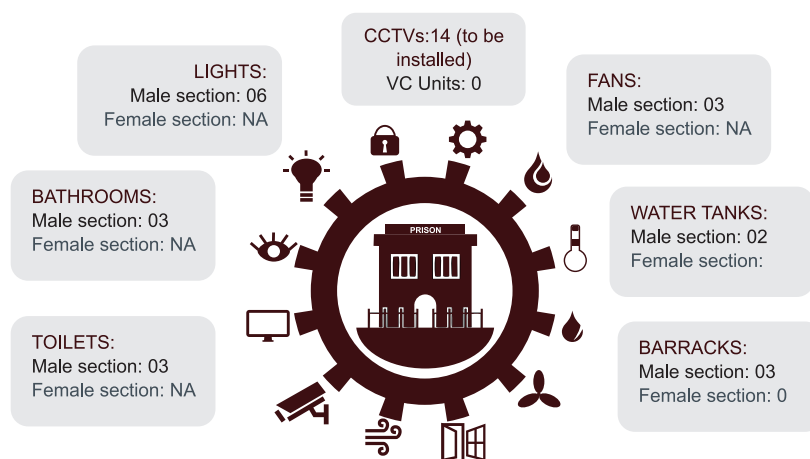 CCTVs:14 (to be
installed)
VC Units: 0
LIGHTS:
Male section: 06
Female section: NA
FANS:
Male section: 03
Female section: NA
BATHROOMS:
Male section: 03
Female section: NA
PRISON
WATER TANKS:
Male section: 02
Female section:
TOILETS:
Male section: 03
Female section: NA
BARRACKS:
Male section: 03
Female section: 0